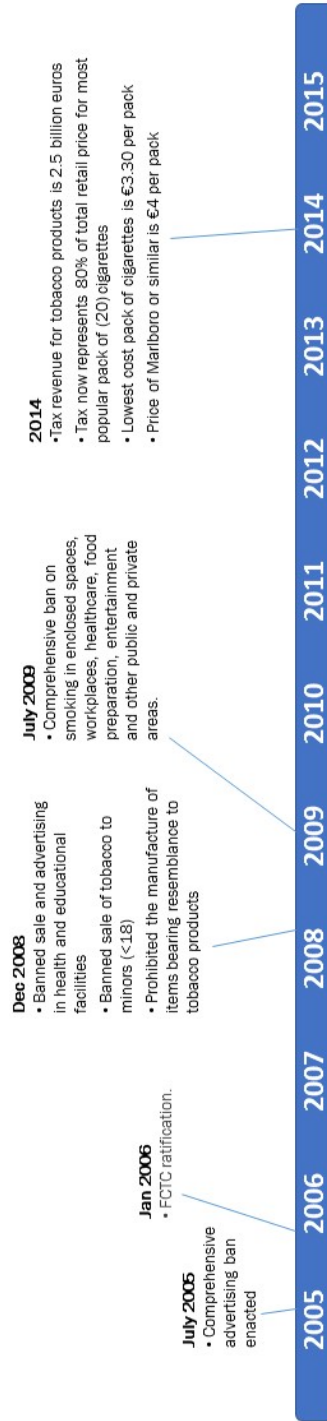 July 2005
• Comprehensive
advertising ban
enacted
Jan 2006
• FCTC ratification.
Dec 2008
• Banned sale and advertising
in health and educational
facilities
• Banned sale of tobacco to
minors (<18)
• Prohibited the manufacture of
items bearing resemblance to
tobacco products
July 2009
• Comprehensive ban on
smoking in enclosed spaces,
workplaces, healthcare, food
preparation, entertainment
and other public and private
areas.
2014
•Tax revenue for tobacco products is 2.5 billion euros
• Tax now represents 80% of total retail price for most
popular pack of (20) cigarettes
• Lowest cost pack of cigarettes is €3.30 per pack
• Price of Marlboro or similar is €4 per pack
2005 2006 2007 2008 2009 2010 2011 2012 2013 2014 2015